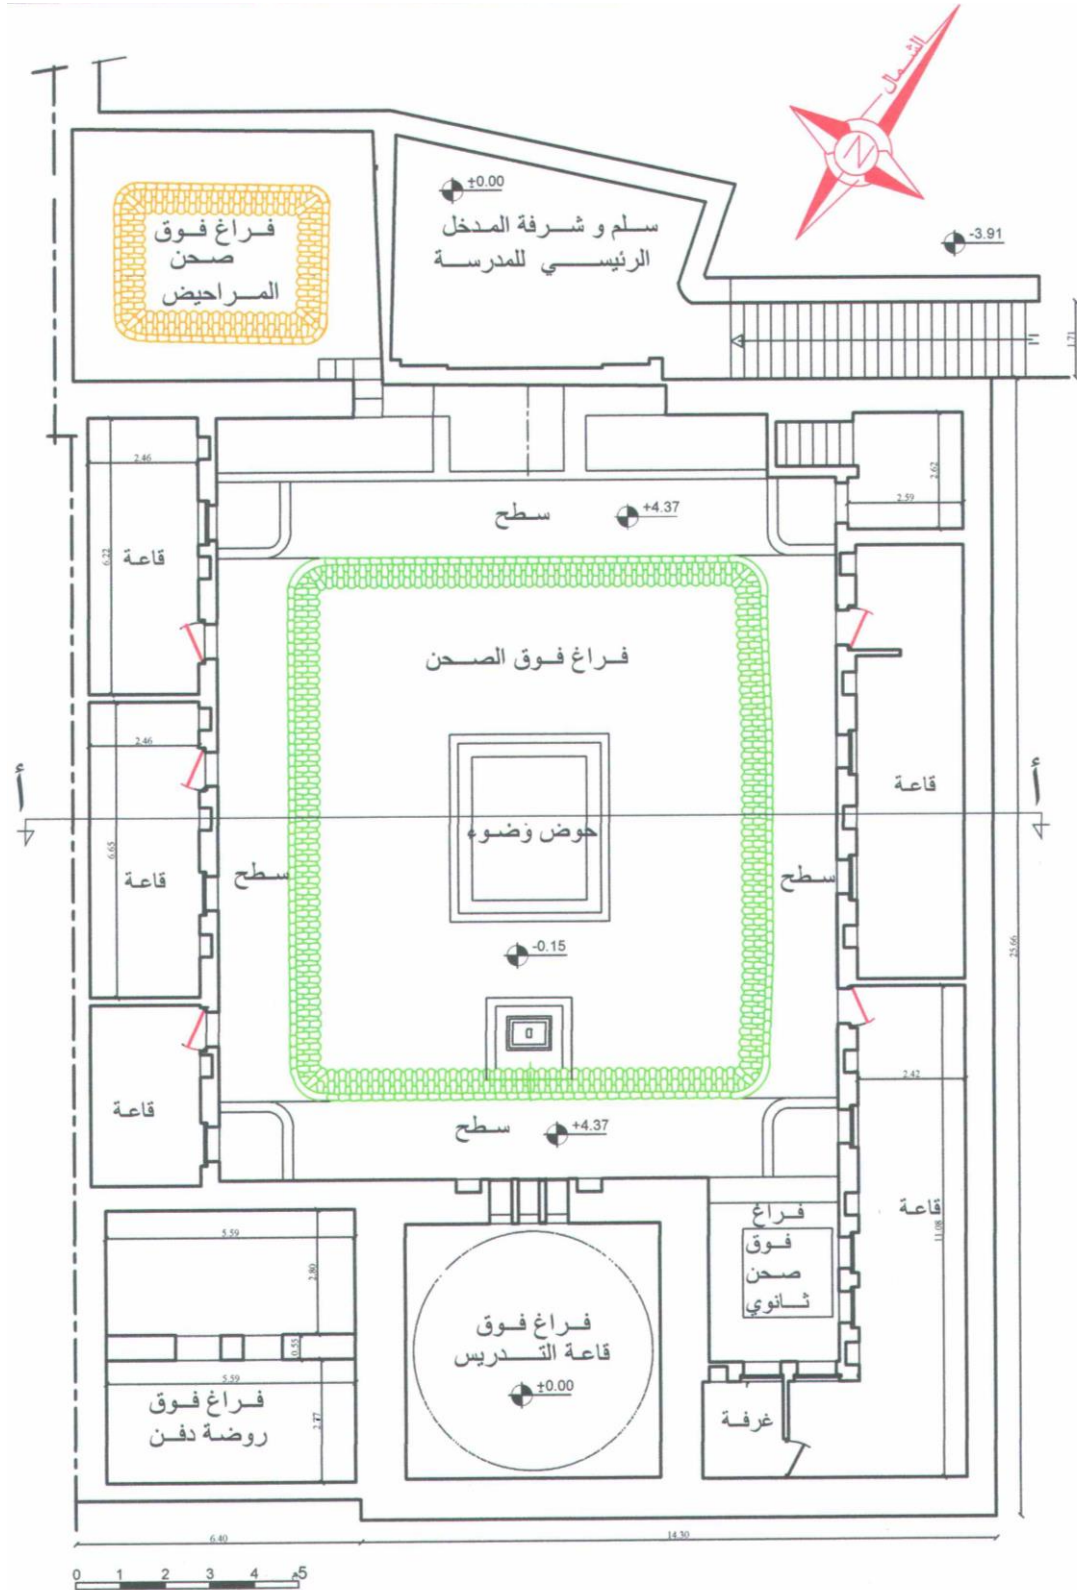 الشمال
N
±0.00
سلم و شرفة المدخل
الرئيسي للمدرسة
-3.91
فراغ فوق
صحن
المراحيض
1.71
2.46
2.62
2.59
سطح
+4.37
قاعة
6.22
فراغ فوق الصحن
2.46
قاعة
أ
أ
حوض وضوء
6.65
قاعة
سطح
سطح
-0.15
25.66
2.42
قاعة
سطح
+4.37
قاعة
11.08
فراغ
فوق
صحن
ثانوي
5.59
2.80
0.55
5.59
فراغ فوق
روضة دفن
2.77
فراغ فوق
قاعة التدريس
±0.00
غرفة
6.40
14.30
0 1 2 3 4 5م